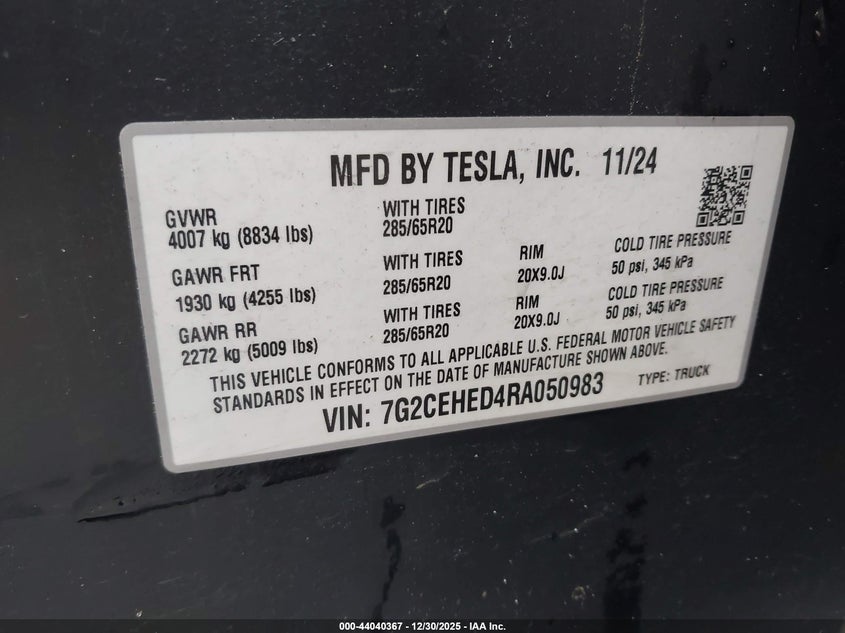 MFD BY TESLA, INC. 11/24
GVWR
4007 kg (8834 lbs)
WITH TIRES
285/65R20
GAWR FRT
1930 kg (4255 lbs)
WITH TIRES
285/65R20
RIM
20X9.0J
COLD TIRE PRESSURE
50 psi, 345 kPa
GAWR RR
2272 kg (5009 lbs)
WITH TIRES
285/65R20
RIM
20X9.0J
COLD TIRE PRESSURE
50 psi, 345 kPa
THIS VEHICLE CONFORMS TO ALL APPLICABLE U.S. FEDERAL MOTOR VEHICLE SAFETY
STANDARDS IN EFFECT ON THE DATE OF MANUFACTURE SHOWN ABOVE.
VIN: 7G2CEHED4RA050983
TYPE: TRUCK
000-44040367 - 12/30/2025 - IAA Inc.